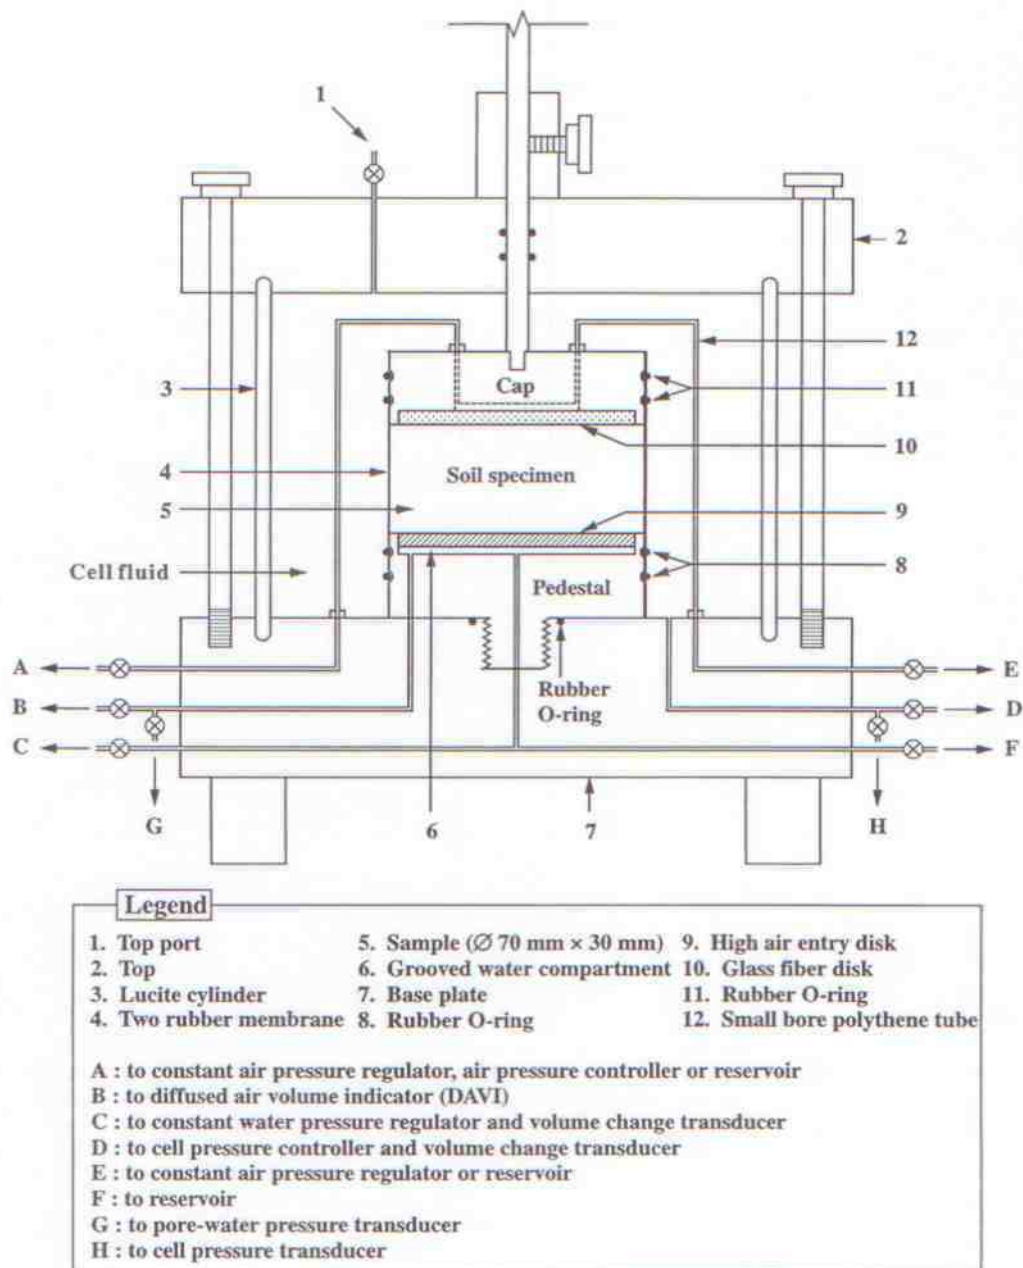 1
2
12
3
Cap
11
10
4
Soil specimen
5
9
Cell fluid
8
Pedestal
A
E
Rubber
O-ring
B
D
C
F
G
6
7
H
Legend
1. Top port 5. Sample (Ø 70 mm × 30 mm) 9. High air entry disk
2. Top 6. Grooved water compartment 10. Glass fiber disk
3. Lucite cylinder 7. Base plate 11. Rubber O-ring
4. Two rubber membrane 8. Rubber O-ring 12. Small bore polythene tube
A : to constant air pressure regulator, air pressure controller or reservoir
B : to diffused air volume indicator (DAVI)
C : to constant water pressure regulator and volume change transducer
D : to cell pressure controller and volume change transducer
E : to constant air pressure regulator or reservoir
F : to reservoir
G : to pore-water pressure transducer
H : to cell pressure transducer